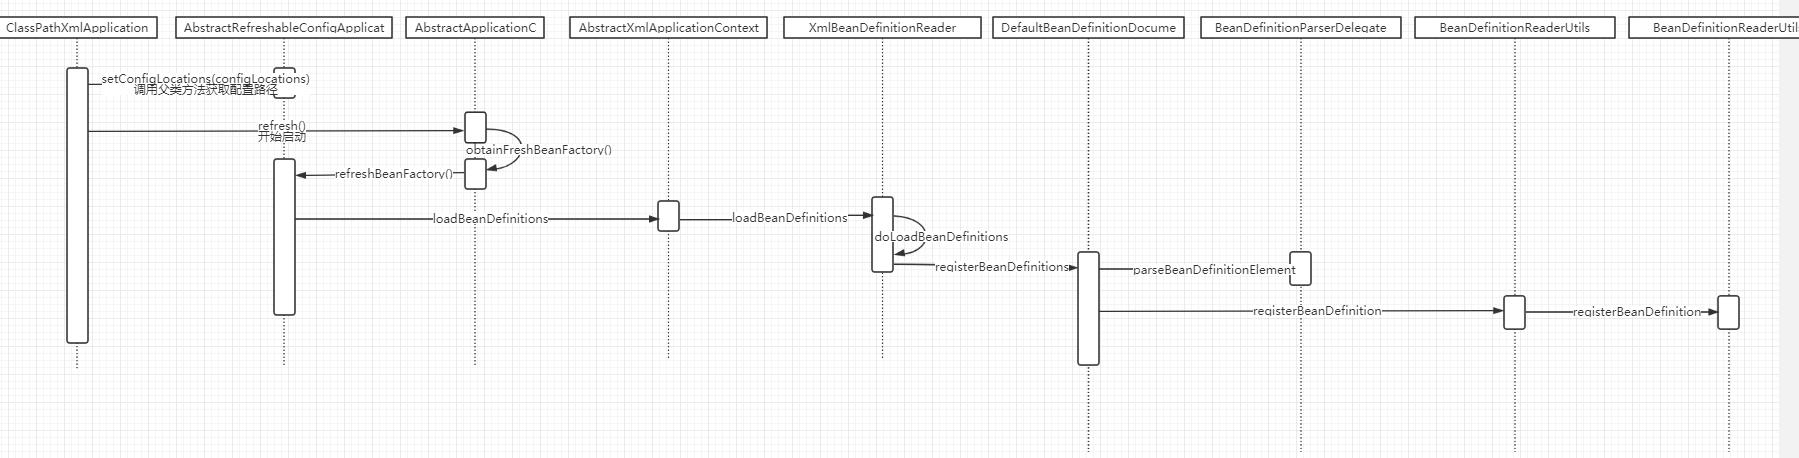 ClassPathXmlApplication
AbstractRefreshableConfigApplicat
AbstractApplicationC
AbstractXmlApplicationContext
XmlBeanDefinitionReader
DefaultBeanDefinitionDocume
BeanDefinitionParserDelegate
BeanDefinitionReaderUtils
BeanDefinitionReaderUtils
setConfigLocations(configLocations)
调用父类方法获取配置路径
refresh()
开始启动
obtainFreshBeanFactory()
refreshBeanFactory()
loadBeanDefinitions
loadBeanDefinitions
doLoadBeanDefinitions
registerBeanDefinitions
parseBeanDefinitionElement
registerBeanDefinition
registerBeanDefinition